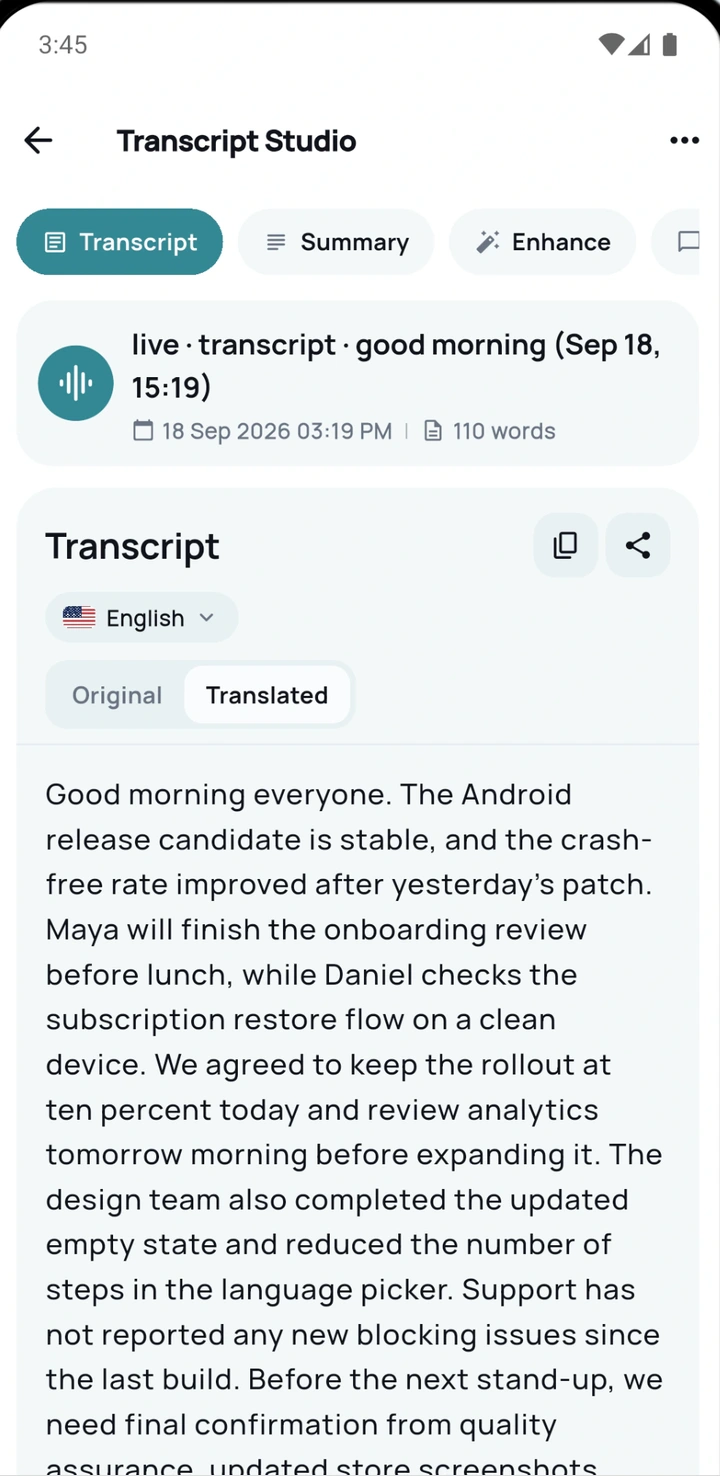 3:45
Transcript Studio
Transcript
Summary
Enhance
live · transcript · good morning (Sep 18,
15:19)
18 Sep 2026 03:19 PM
110 words
Transcript
English
Original
Translated
Good morning everyone. The Android
release candidate is stable, and the crash-
free rate improved after yesterday’s patch.
Maya will finish the onboarding review
before lunch, while Daniel checks the
subscription restore flow on a clean
device. We agreed to keep the rollout at
ten percent today and review analytics
tomorrow morning before expanding it. The
design team also completed the updated
empty state and reduced the number of
steps in the language picker. Support has
not reported any new blocking issues since
the last build. Before the next stand-up, we
need final confirmation from quality
assurance, updated store screenshots,